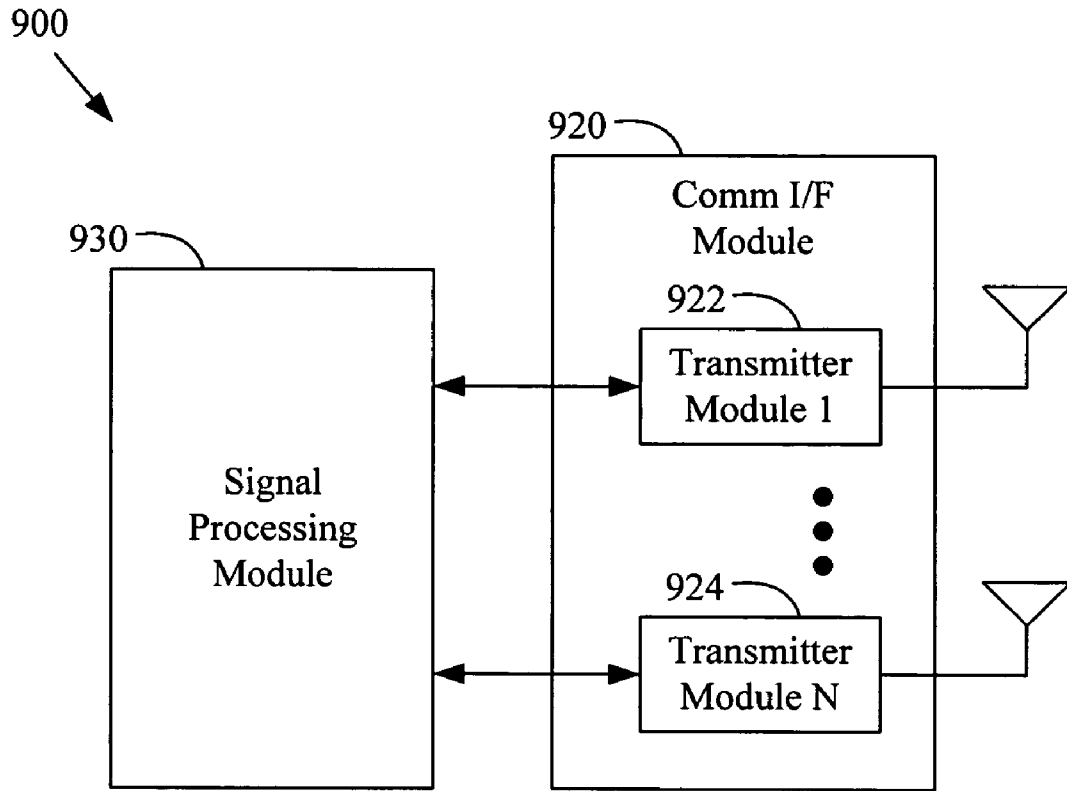 900
920
Comm I/F
Module
930
922
Transmitter
Module 1
Signal
Processing
Module
924
Transmitter
Module N